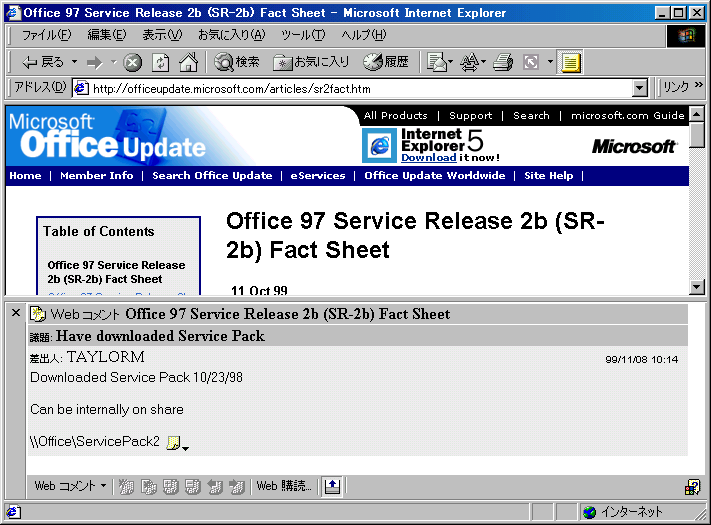 Office 97 Service Release 2b (SR-2b) Fact Sheet - Microsoft Internet Explorer
ファイル(F) 編集(E) 表示(V) お気に入り(A) ツール(T) ヘルプ(H)
戻る 検索 お気に入り 履歴
アドレス(D) http://officeupdate.microsoft.com/articles/sr2fact.htm リンク »
Microsoft
Office Update
All Products | Support | Search | microsoft.com Guide
Internet
Explorer 5
Download it now!
Microsoft
Home | Member Info | Search Office Update | eServices | Office Update Worldwide | Site Help |
Table of Contents
Office 97 Service Release
2b (SR-2b) Fact Sheet
Office 97 Service Release 2b (SR-
2b) Fact Sheet
11 Oct 99
Web コメント Office 97 Service Release 2b (SR-2b) Fact Sheet
議題: Have downloaded Service Pack
差出人: TAYLORM 99/11/08 10:14
Downloaded Service Pack 10/23/98
Can be internally on share
\\Office\ServicePack2
Web コメント Web 購読...
インターネット